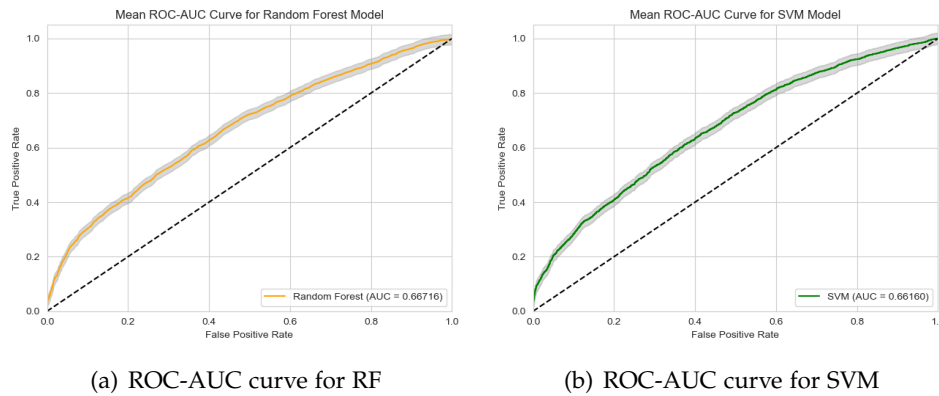 Mean ROC-AUC Curve for Random Forest Model
True Positive Rate
1.0
0.8
0.6
0.4
0.2
0.0
Random Forest (AUC = 0.66716)
0.0 0.2 0.4 0.6 0.8 1.0
False Positive Rate
(a) ROC-AUC curve for RF
Mean ROC-AUC Curve for SVM Model
True Positive Rate
1.0
0.8
0.6
0.4
0.2
0.0
SVM (AUC = 0.66160)
0.0 0.2 0.4 0.6 0.8 1.0
False Positive Rate
(b) ROC-AUC curve for SVM